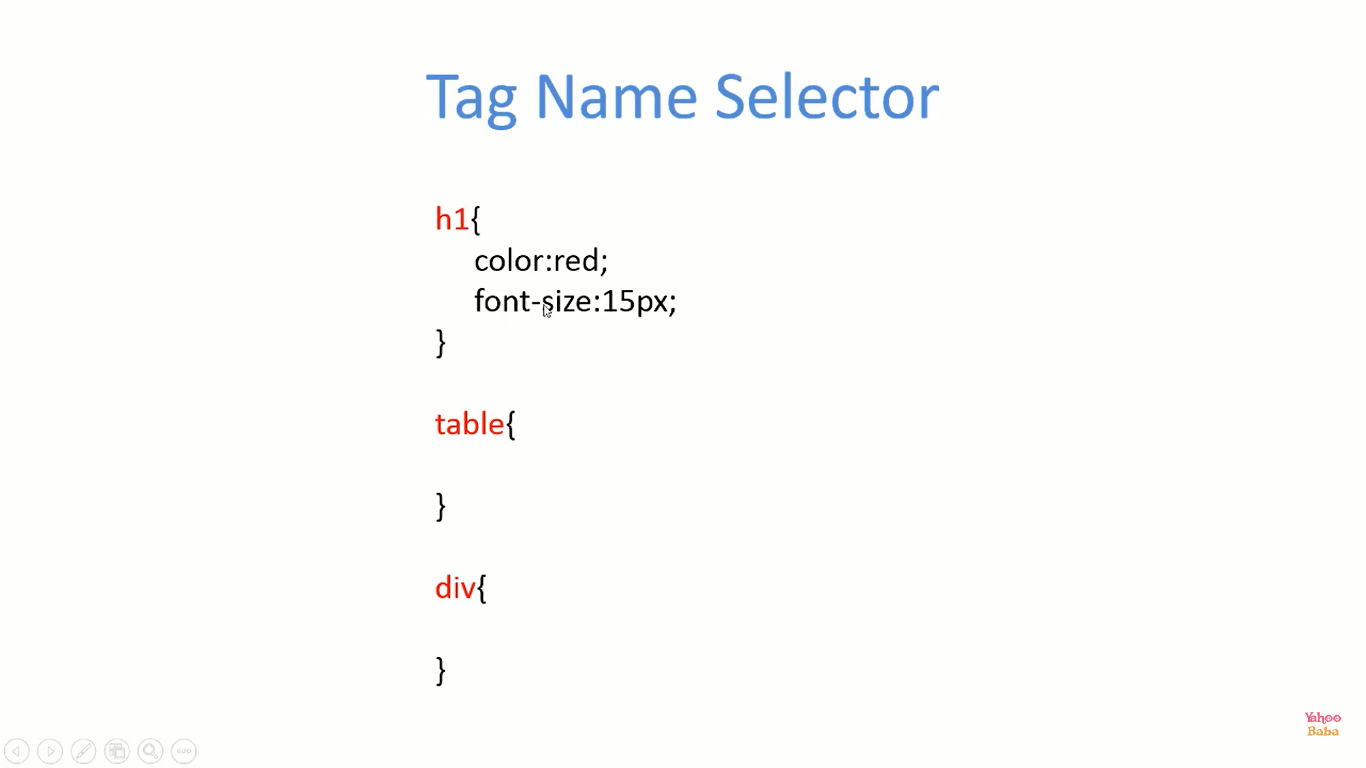 Tag Name Selector
h1{
color:red;
font-size:15px;
}
table{
}
div{
}
Yahoo
Baba